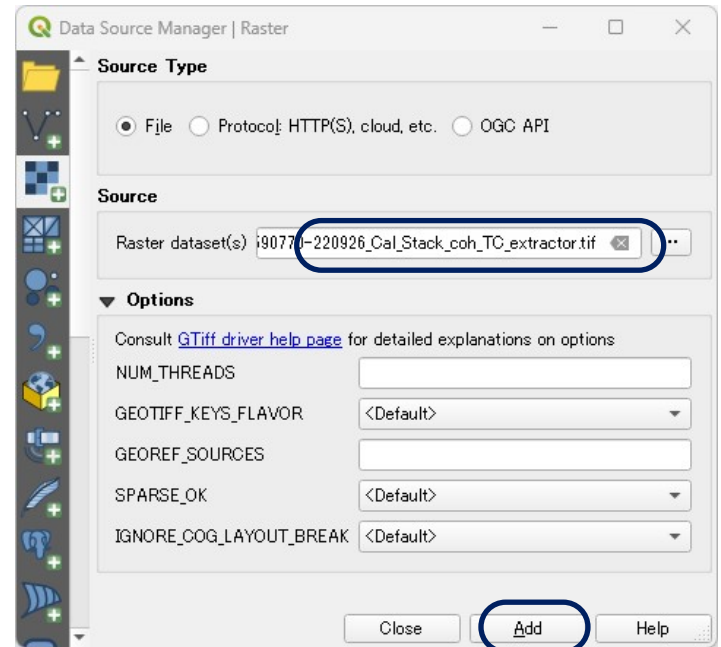 Data Source Manager | Raster
Source Type
File Protocol: HTTP(S), cloud, etc. OGC API
Source
Raster dataset(s) 590770-220926_Cal_Stack_coh_TC_extractor.tif ...
Options
Consult GTiff driver help page for detailed explanations on options
NUM_THREADS
GEOTIFF_KEYS_FLAVOR <Default>
GEOREF_SOURCES
SPARSE_OK <Default>
IGNORE_COG_LAYOUT_BREAK <Default>
Close Add Help